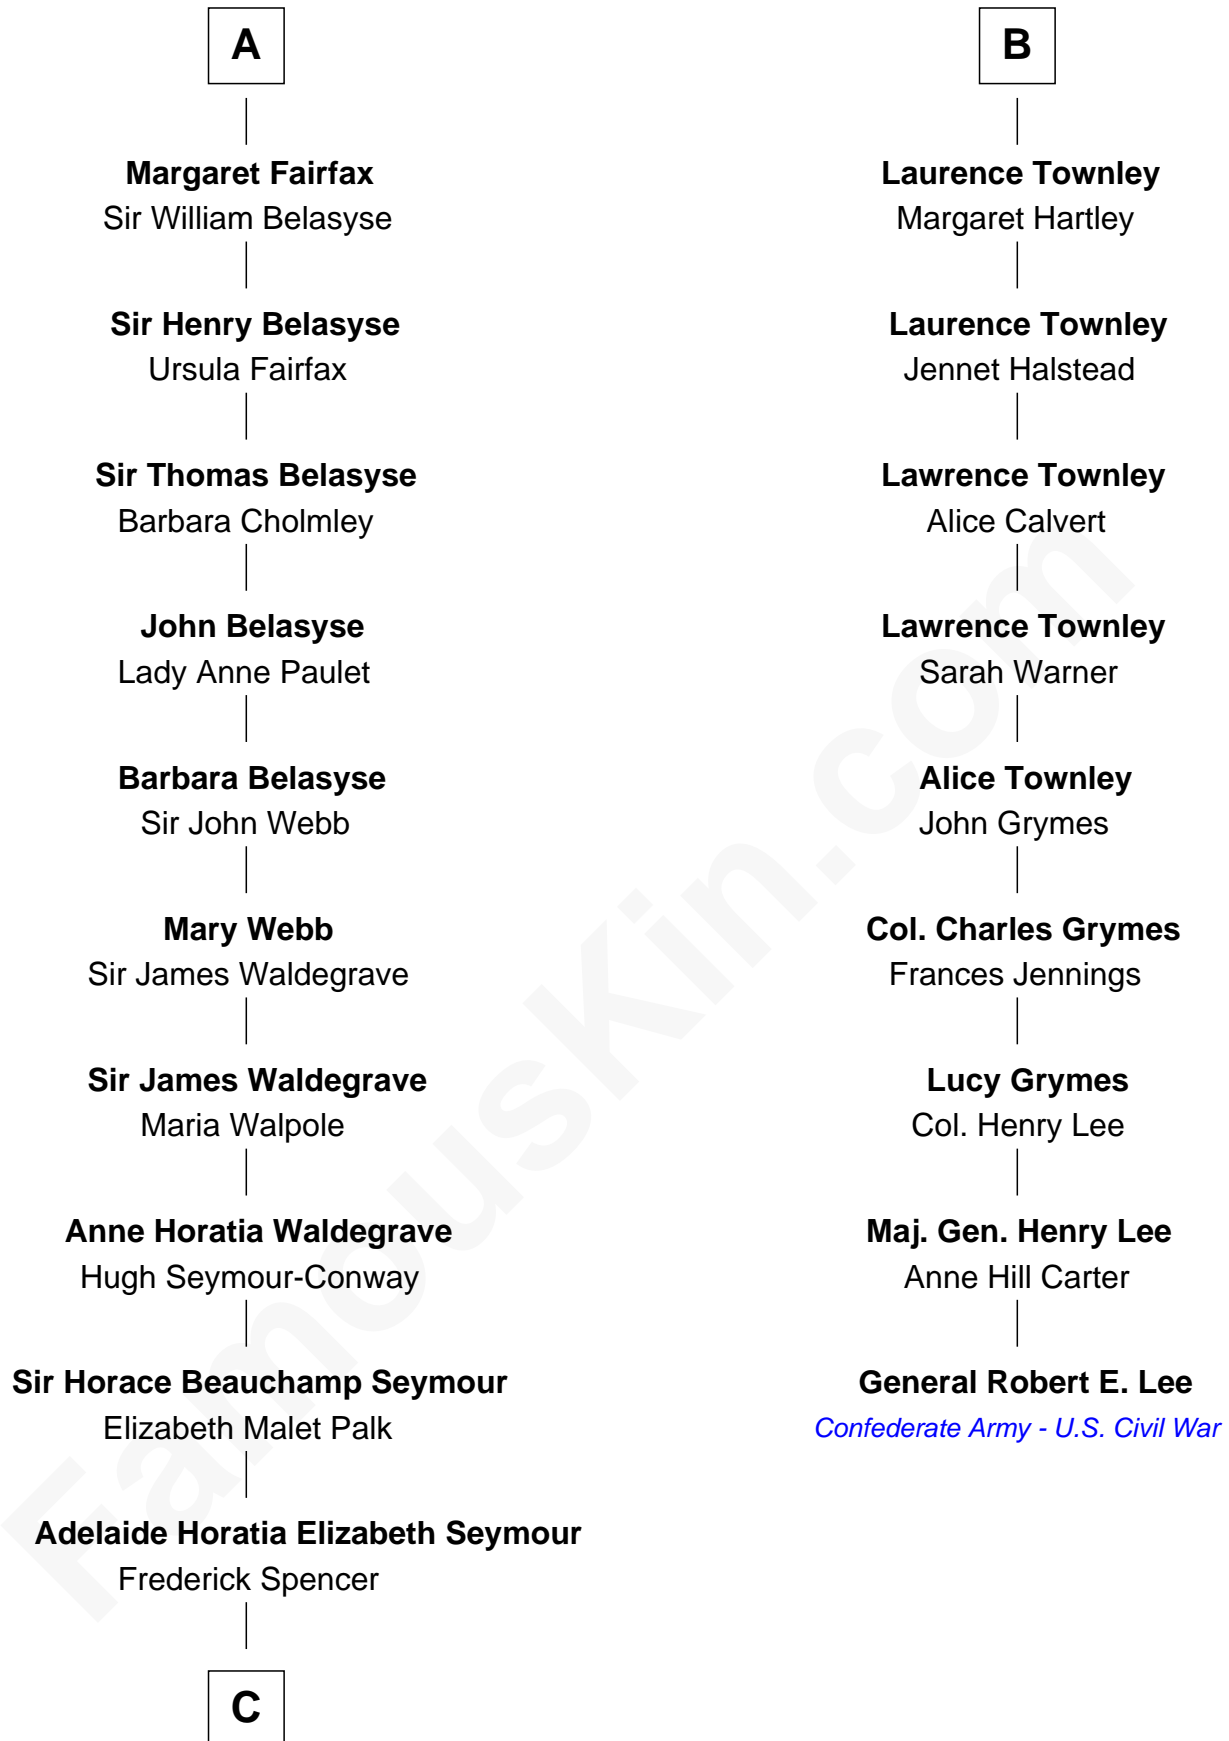 A
Margaret Fairfax
Sir William Belasyse
Sir Henry Belasyse
Ursula Fairfax
Sir Thomas Belasyse
Barbara Cholmley
John Belasyse
Lady Anne Paulet
Barbara Belasyse
Sir John Webb
Mary Webb
Sir James Waldegrave
Sir James Waldegrave
Maria Walpole
Anne Horatia Waldegrave
Hugh Seymour-Conway
Sir Horace Beauchamp Seymour
Elizabeth Malet Palk
Adelaide Horatia Elizabeth Seymour
Frederick Spencer
C
B
Laurence Townley
Margaret Hartley
Laurence Townley
Jennet Halstead
Lawrence Townley
Alice Calvert
Lawrence Townley
Sarah Warner
Alice Townley
John Grymes
Col. Charles Grymes
Frances Jennings
Lucy Grymes
Col. Henry Lee
Maj. Gen. Henry Lee
Anne Hill Carter
General Robert E. Lee
Confederate Army - U.S. Civil War
FamousKin.com